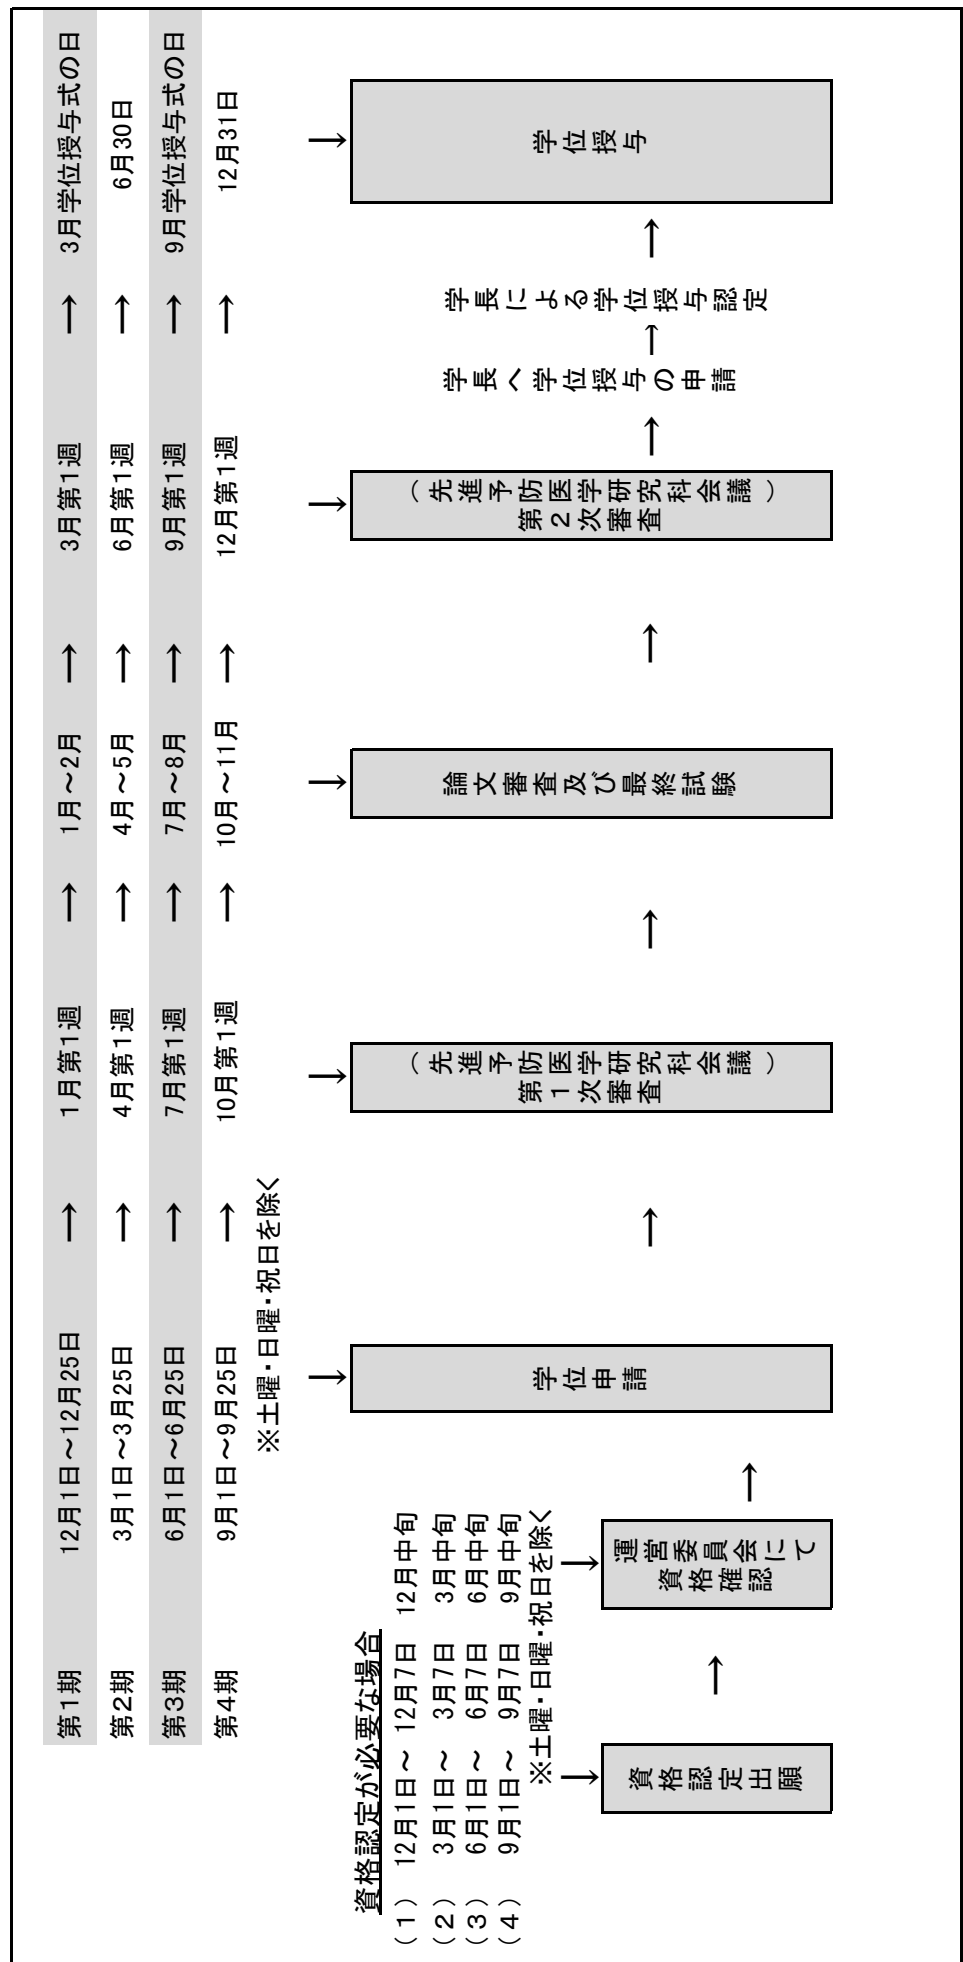 第1期 12月1日～12月25日 → 1月第1週 → 1月～2月 → 3月第1週 → 3月学位授与式の日
第2期 3月1日～3月25日 → 4月第1週 → 4月～5月 → 6月第1週 → 6月30日
第3期 6月1日～6月25日 → 7月第1週 → 7月～8月 → 9月第1週 → 9月学位授与式の日
第4期 9月1日～9月25日 → 10月第1週 → 10月～11月 → 12月第1週 → 12月31日
※土曜・日曜・祝日を除く
資格認定が必要な場合
（1） 12月1日～ 12月7日 12月中旬
（2） 3月1日～ 3月7日 3月中旬
（3） 6月1日～ 6月7日 6月中旬
（4） 9月1日～ 9月7日 9月中旬
※土曜・日曜・祝日を除く
資格認定出願
運営委員会にて
資格確認
学位申請
（先進予防医学研究科会議）
第１次審査
論文審査及び最終試験
（先進予防医学研究科会議）
第２次審査
学長へ学位授与の申請
学長による学位授与認定
学位授与